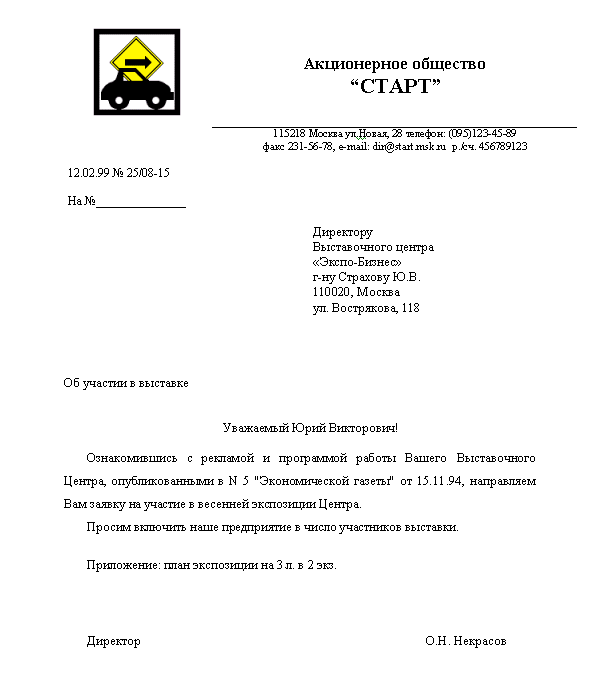 Акционерное общество
“СТАРТ”
115218 Москва ул,Новая, 28 телефон: (095)123-45-89
факс 231-56-78, e-mail: dir@start.msk.ru р./сч. 456789123
12.02.99 № 25/08-15
На №_______________
Директору
Выставочного центра
«Экспо-Бизнес»
г-ну Страхову Ю.В.
110020, Москва
ул. Вострякова, 118
Об участии в выставке
Уважаемый Юрий Викторович!
Ознакомившись с рекламой и программой работы Вашего Выставочного
Центра, опубликованными в N 5 "Экономической газеты" от 15.11.94, направляем
Вам заявку на участие в весенней экспозиции Центра.
Просим включить наше предприятие в число участников выставки.
Приложение: план экспозиции на 3 л. в 2 экз.
Директор О.Н. Некрасов